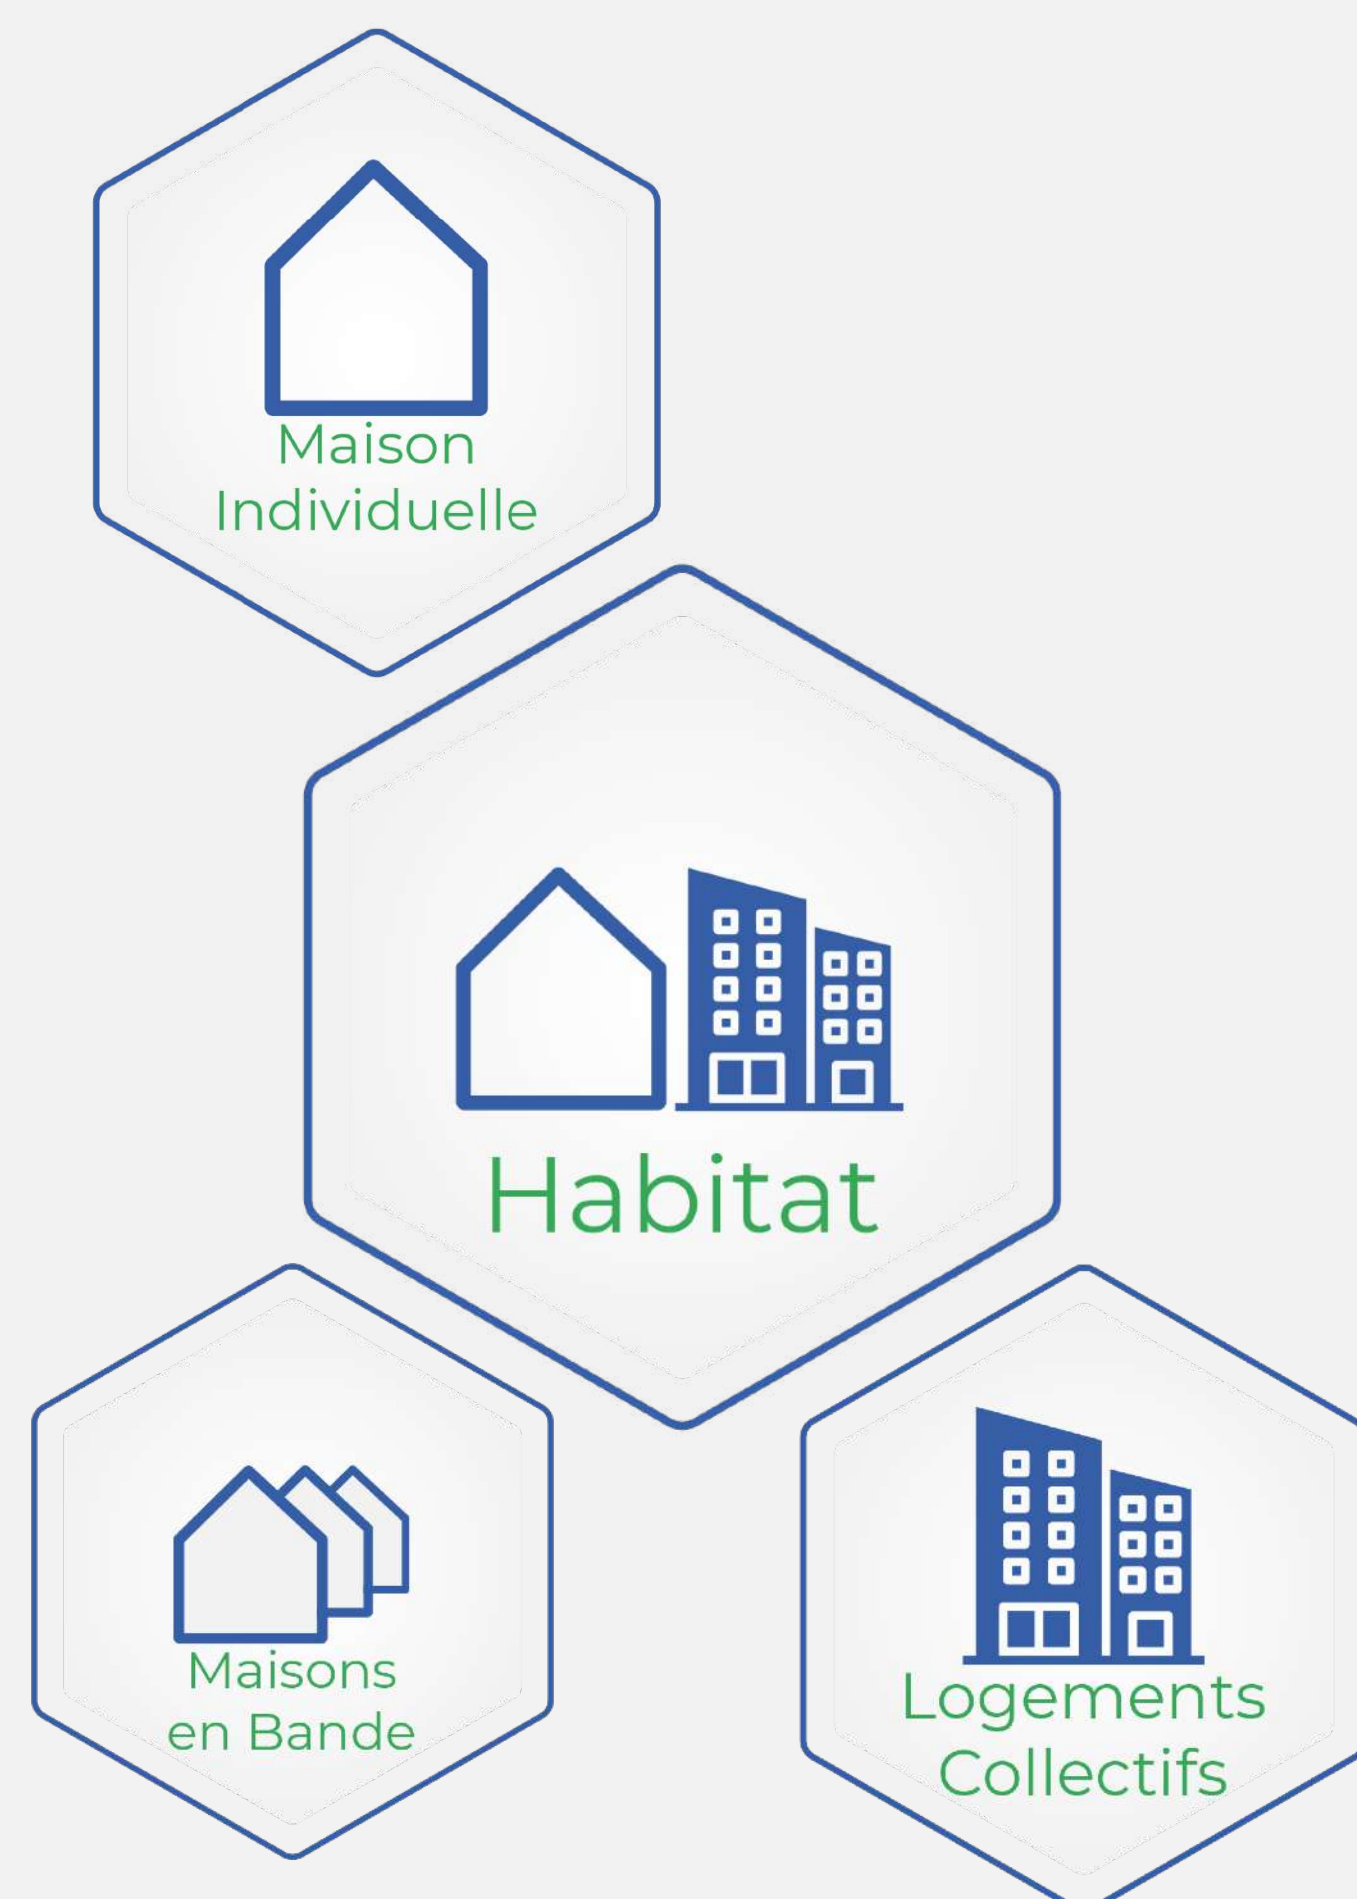 Maison
Individuelle
Habitat
Maisons
en Bande
Logements
Collectifs